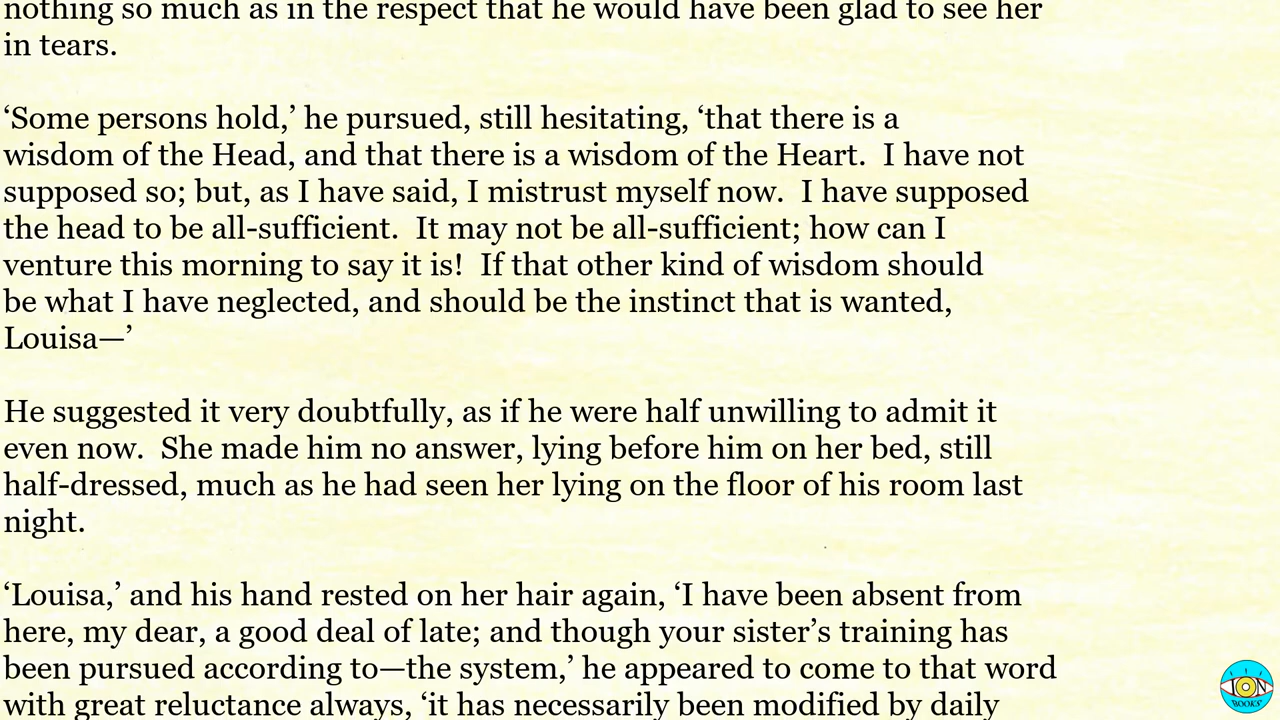 nothing so much as in the respect that he would have been glad to see her
in tears.
‘Some persons hold,’ he pursued, still hesitating, ‘that there is a
wisdom of the Head, and that there is a wisdom of the Heart.  I have not
supposed so; but, as I have said, I mistrust myself now.  I have supposed
the head to be all-sufficient.  It may not be all-sufficient; how can I
venture this morning to say it is!  If that other kind of wisdom should
be what I have neglected, and should be the instinct that is wanted,
Louisa—’
He suggested it very doubtfully, as if he were half unwilling to admit it
even now.  She made him no answer, lying before him on her bed, still
half-dressed, much as he had seen her lying on the floor of his room last
night.
‘Louisa,’ and his hand rested on her hair again, ‘I have been absent from
here, my dear, a good deal of late; and though your sister’s training has
been pursued according to—the system,’ he appeared to come to that word
with great reluctance always, ‘it has necessarily been modified by daily
ION
BOOKS